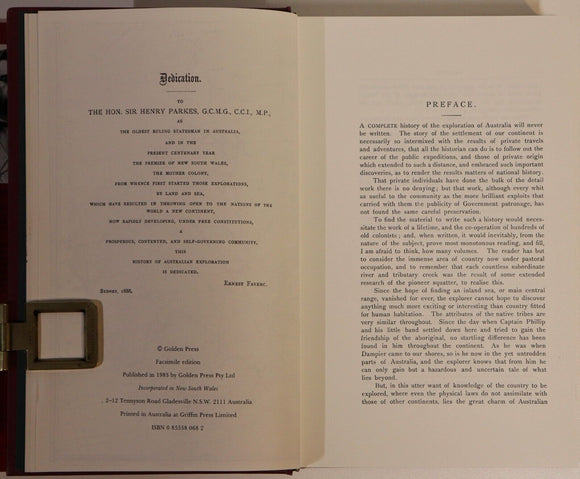 Dedication.
TO
THE HON. SIR HENRY PARKES, G.C.M.G., C.C.I., M.P.,
AS
THE OLDEST RULING STATESMAN IN AUSTRALIA,
AND IN THE
PRESENT CENTENARY YEAR
THE PREMIER OF NEW SOUTH WALES,
THE MOTHER COLONY,
FROM WHENCE FIRST STARTED THOSE EXPLORATIONS,
BY LAND AND SEA,
WHICH HAVE RESULTED IN THROWING OPEN TO THE NATIONS OF THE
WORLD A NEW CONTINENT,
NOW RAPIDLY DEVELOPING, UNDER FREE CONSTITUTIONS,
A
PROSPEROUS, CONTENTED, AND SELF-GOVERNING COMMUNITY,
THIS
HISTORY OF AUSTRALIAN EXPLORATION
IS DEDICATED.
ERNEST FAVENC.
SYDNEY, 1888.
© Golden Press
Facsimile edition
Published in 1983 by Golden Press Pty Ltd
Incorporated in New South Wales
2-12 Tennyson Road Gladesville N.S.W. 2111 Australia
Printed in Australia at Griffin Press Limited
ISBN 0 85558 068 2
PREFACE.
A COMPLETE history of the exploration of Australia will never
be written. The story of the settlement of our continent is
necessarily so intermixed with the results of private travels
and adventures, that all the historian can do is to follow out the
career of the public expeditions, and those of private origin
which extended to such a distance, and embraced such important
discoveries, as to render the results matters of national history.
That private individuals have done the bulk of the detail
work there is no denying; but that work, although every whit
as useful to the community as the more brilliant exploits that
carried with them the publicity of Government patronage, has
not found the same careful preservation.
To find the material to write such a history would neces-
sitate the work of a lifetime, and the co-operation of hundreds of
old colonists; and, when written, it would inevitably, from the
nature of the subject, prove most monotonous reading, and fill,
I am afraid to think, how many volumes. The reader has but
to consider the immense area of country now under pastoral
occupation, and to remember that each countless subordinate
river and tributary creek was the result of some extended
research of the pioneer squatter, to realise this.
Since the hope of finding an inland sea, or main central
range, vanished for ever, the explorer cannot hope to discover
anything much more exciting or interesting than country fitted
for human habitation. The attributes of the native tribes are
very similar throughout. Since the day when Captain Phillip
and his little band settled down here and tried to gain the
friendship of the aboriginal, no startling difference has been
found in him throughout the continent. As he was when
Dampier came to our shores, so is he now in the yet untrodden
parts of Australia, and the explorer knows that from him he
can only gain but a hazardous and uncertain tale of what
lies beyond.
But, in this utter want of knowledge of the country to be
explored, where even the physical laws do not assimilate with
those of other continents, lies the great charm of Australian